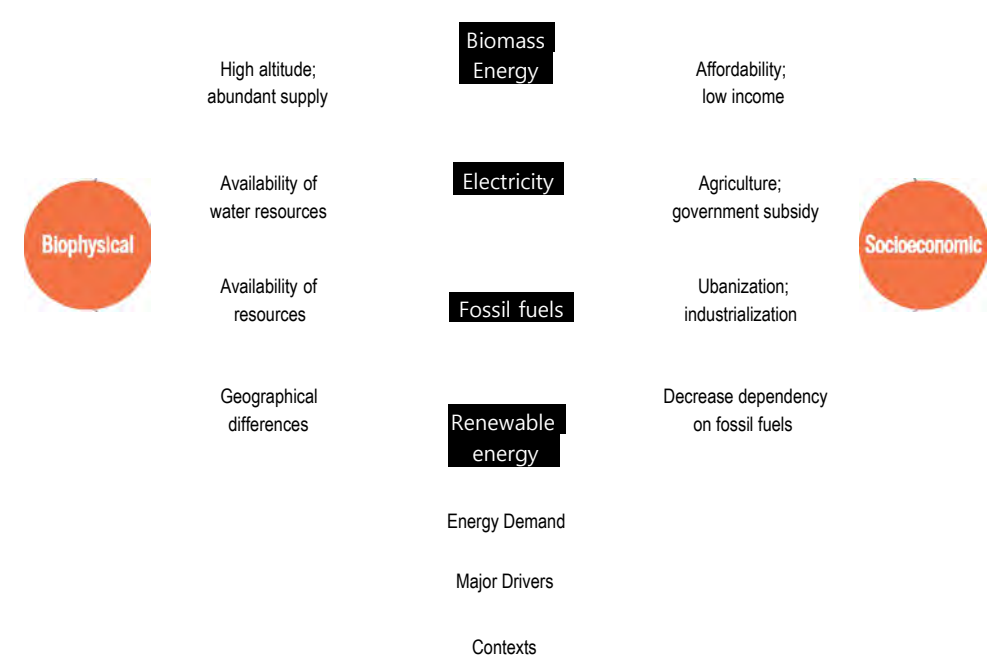 Biomass
Energy
High altitude;
abundant supply
Affordability;
low income
Electricity
Availability of
water resources
Agriculture;
government subsidy
Biophysical
Socioeconomic
Availability of
resources
Fossil fuels
Ubanization;
industrialization
Geographical
differences
Renewable
energy
Decrease dependency
on fossil fuels
Energy Demand
Major Drivers
Contexts